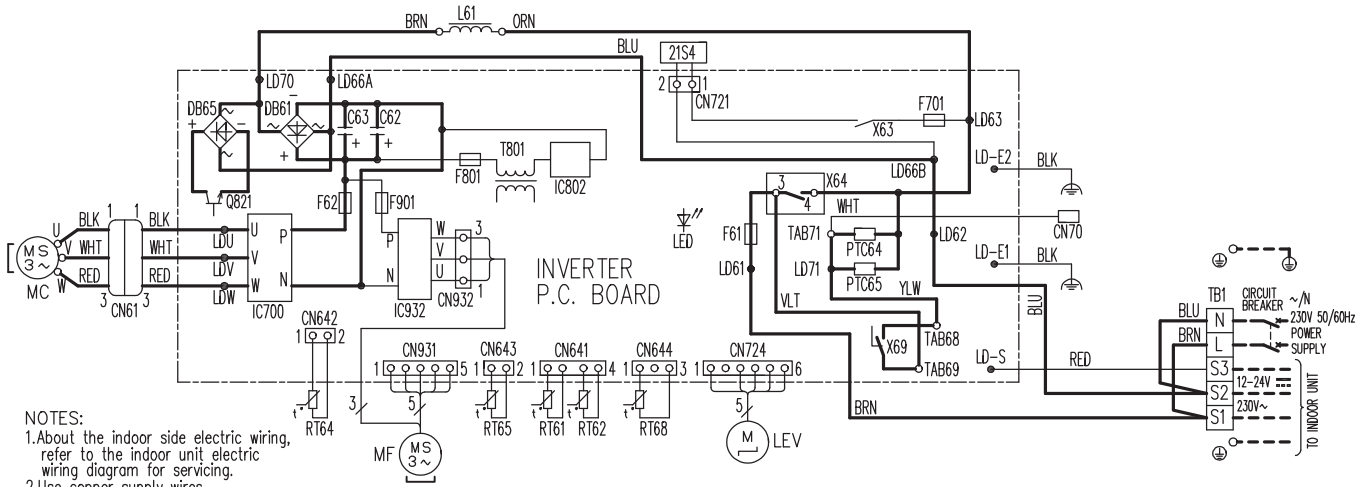 L61
BRN
ORN
BLU
21S4
2
1
CN721
LD70
LD66A
DB65
DB61
C63
C62
F701
X63
LD63
T801
F801
IC802
LD66B
LD-E2
BLK
Q821
F62
F901
3
X64
4
WHT
CN70
U
BLK
1
1
BLK
LDU
U
P
V
WHT
WHT
LDV
V
MS
3~
W
RED
RED
LDW
W
N
MC
3
3
CN61
IC700
P
W
3
V
N
U
1
IC932
CN932
LED
F61
TAB71
PTC64
LD62
LD61
LD71
PTC65
LD-E1
BLK
INVERTER
P.C. BOARD
VLT
YLW
BLU
TAB68
X69
TAB69
LD-S
RED
TB1
CIRCUIT
BREAKER
~/N
230V 50/60Hz
POWER
SUPPLY
BLU
N
BRN
L
S3
12-24V
S2
230V~
S1
TO INDOOR UNIT
CN642
1
2
CN931
1
5
CN643
1
2
CN641
1
4
CN644
1
3
CN724
1
6
t°
RT64
3
5
t°
RT65
t°
RT61
t°
RT62
t°
RT68
5
BRN
MF
MS
3~
M
LEV
NOTES:
1.About the indoor side electric wiring,
refer to the indoor unit electric
wiring diagram for servicing.
2.Use copper supply wires.